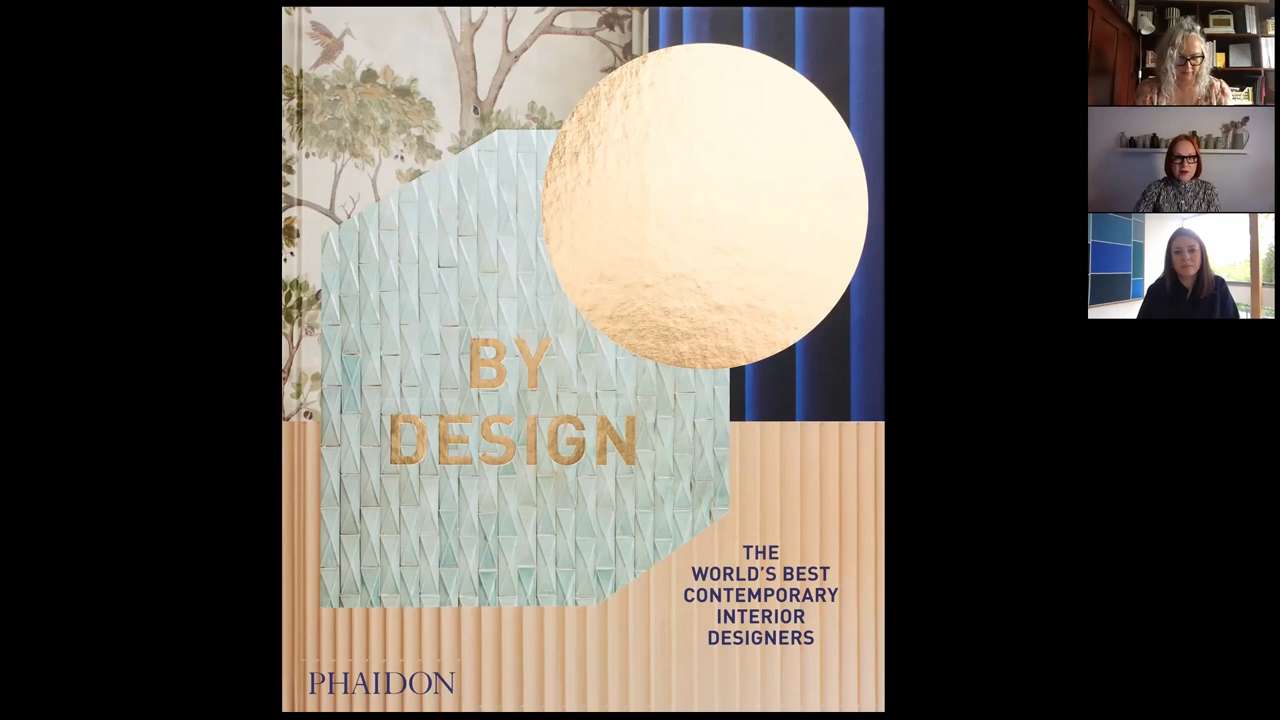 BY
DESIGN
THE
WORLD'S BEST
CONTEMPORARY
INTERIOR
DESIGNERS
PHAIDON